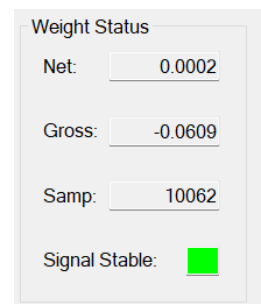 Weight Status
Net: 0.0002
Gross: -0.0609
Samp: 10062
Signal Stable: